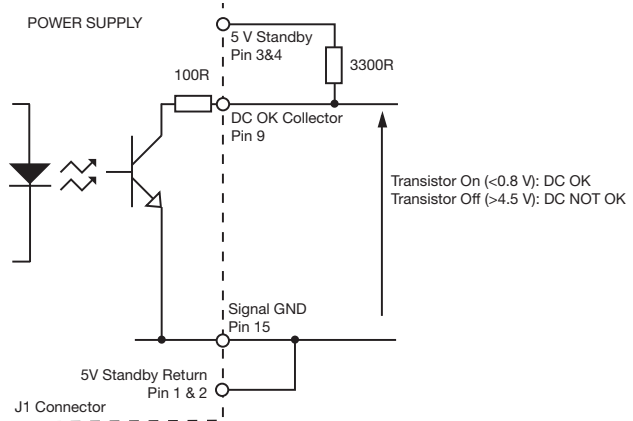 POWER SUPPLY
5 V Standby
Pin 3&4
3300R
100R
DC OK Collector
Pin 9
Transistor On (<0.8 V): DC OK
Transistor Off (>4.5 V): DC NOT OK
Signal GND
Pin 15
5V Standby Return
Pin 1 & 2
J1 Connector